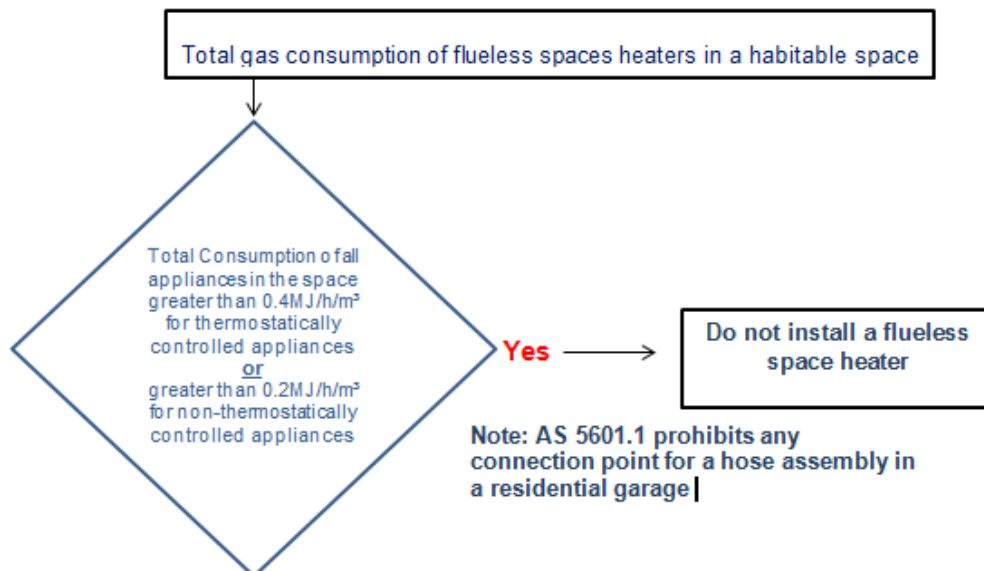 Total gas consumption of flueless spaces heaters in a habitable space
Total Consumption of all
appliances in the space
greater than 0.4MJ/h/m³
for thermostatically
controlled appliances
or
greater than 0.2MJ/h/m³
for non-thermostatically
controlled appliances
Yes
Do not install a flueless
space heater
Note: AS 5601.1 prohibits any
connection point for a hose assembly in
a residential garage